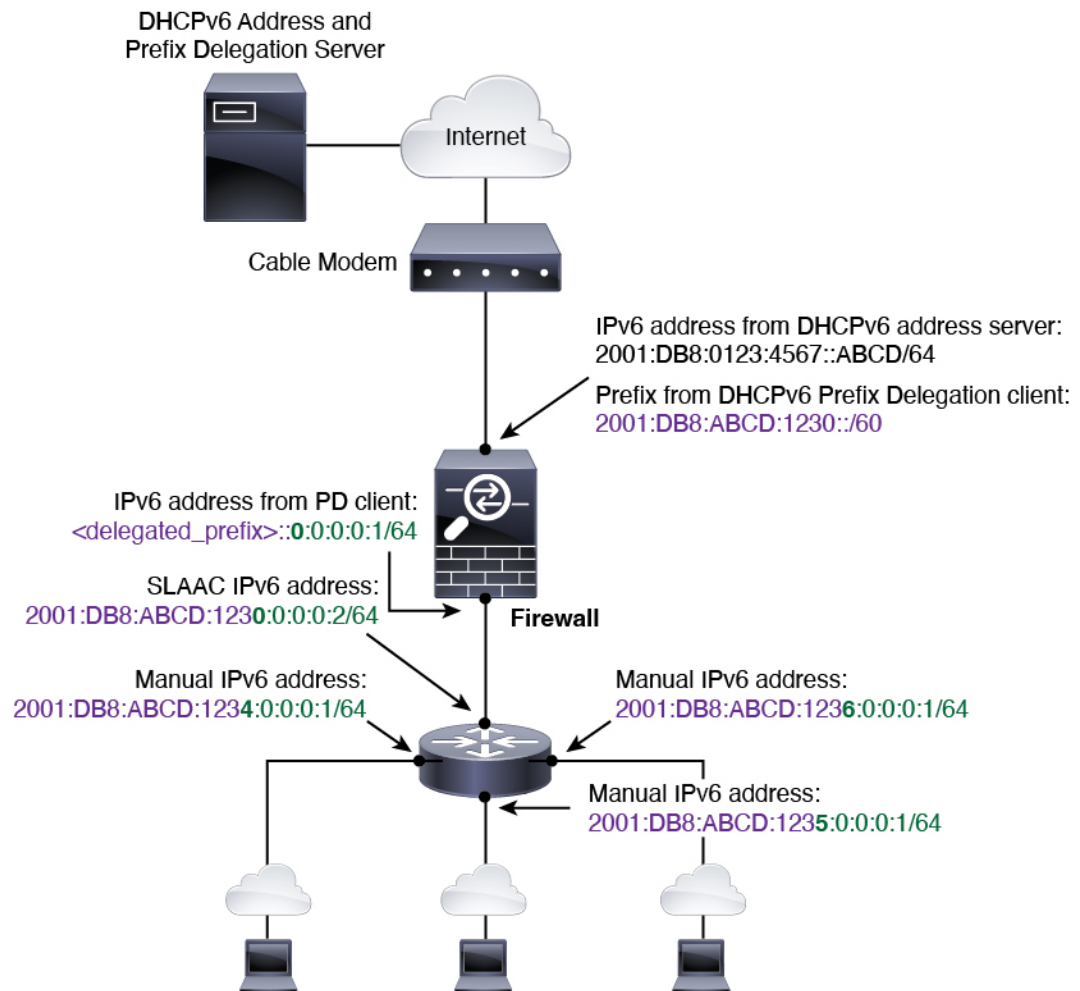 DHCPv6 Address and
Prefix Delegation Server
Internet
Cable Modem
IPv6 address from DHCPv6 address server:
2001:DB8:0123:4567::ABCD/64
Prefix from DHCPv6 Prefix Delegation client:
2001:DB8:ABCD:1230::/60
IPv6 address from PD client:
<delegated_prefix>::0:0:0:0:1/64
SLAAC IPv6 address:
2001:DB8:ABCD:1230:0:0:0:2/64
Firewall
Manual IPv6 address:
2001:DB8:ABCD:1234:0:0:0:1/64
Manual IPv6 address:
2001:DB8:ABCD:1236:0:0:0:1/64
Manual IPv6 address:
2001:DB8:ABCD:1235:0:0:0:1/64